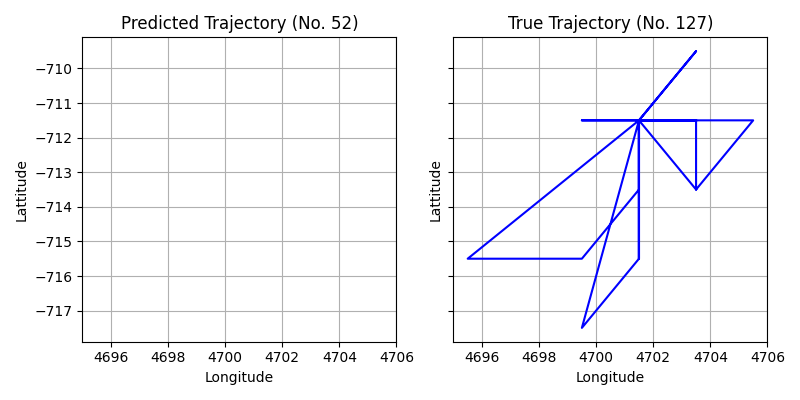 Predicted Trajectory (No. 52)
True Trajectory (No. 127)
Lattitude
−710
−711
−712
−713
−714
−715
−716
−717
4696 4698 4700 4702 4704 4706
Longitude
Lattitude
4696 4698 4700 4702 4704 4706
Longitude